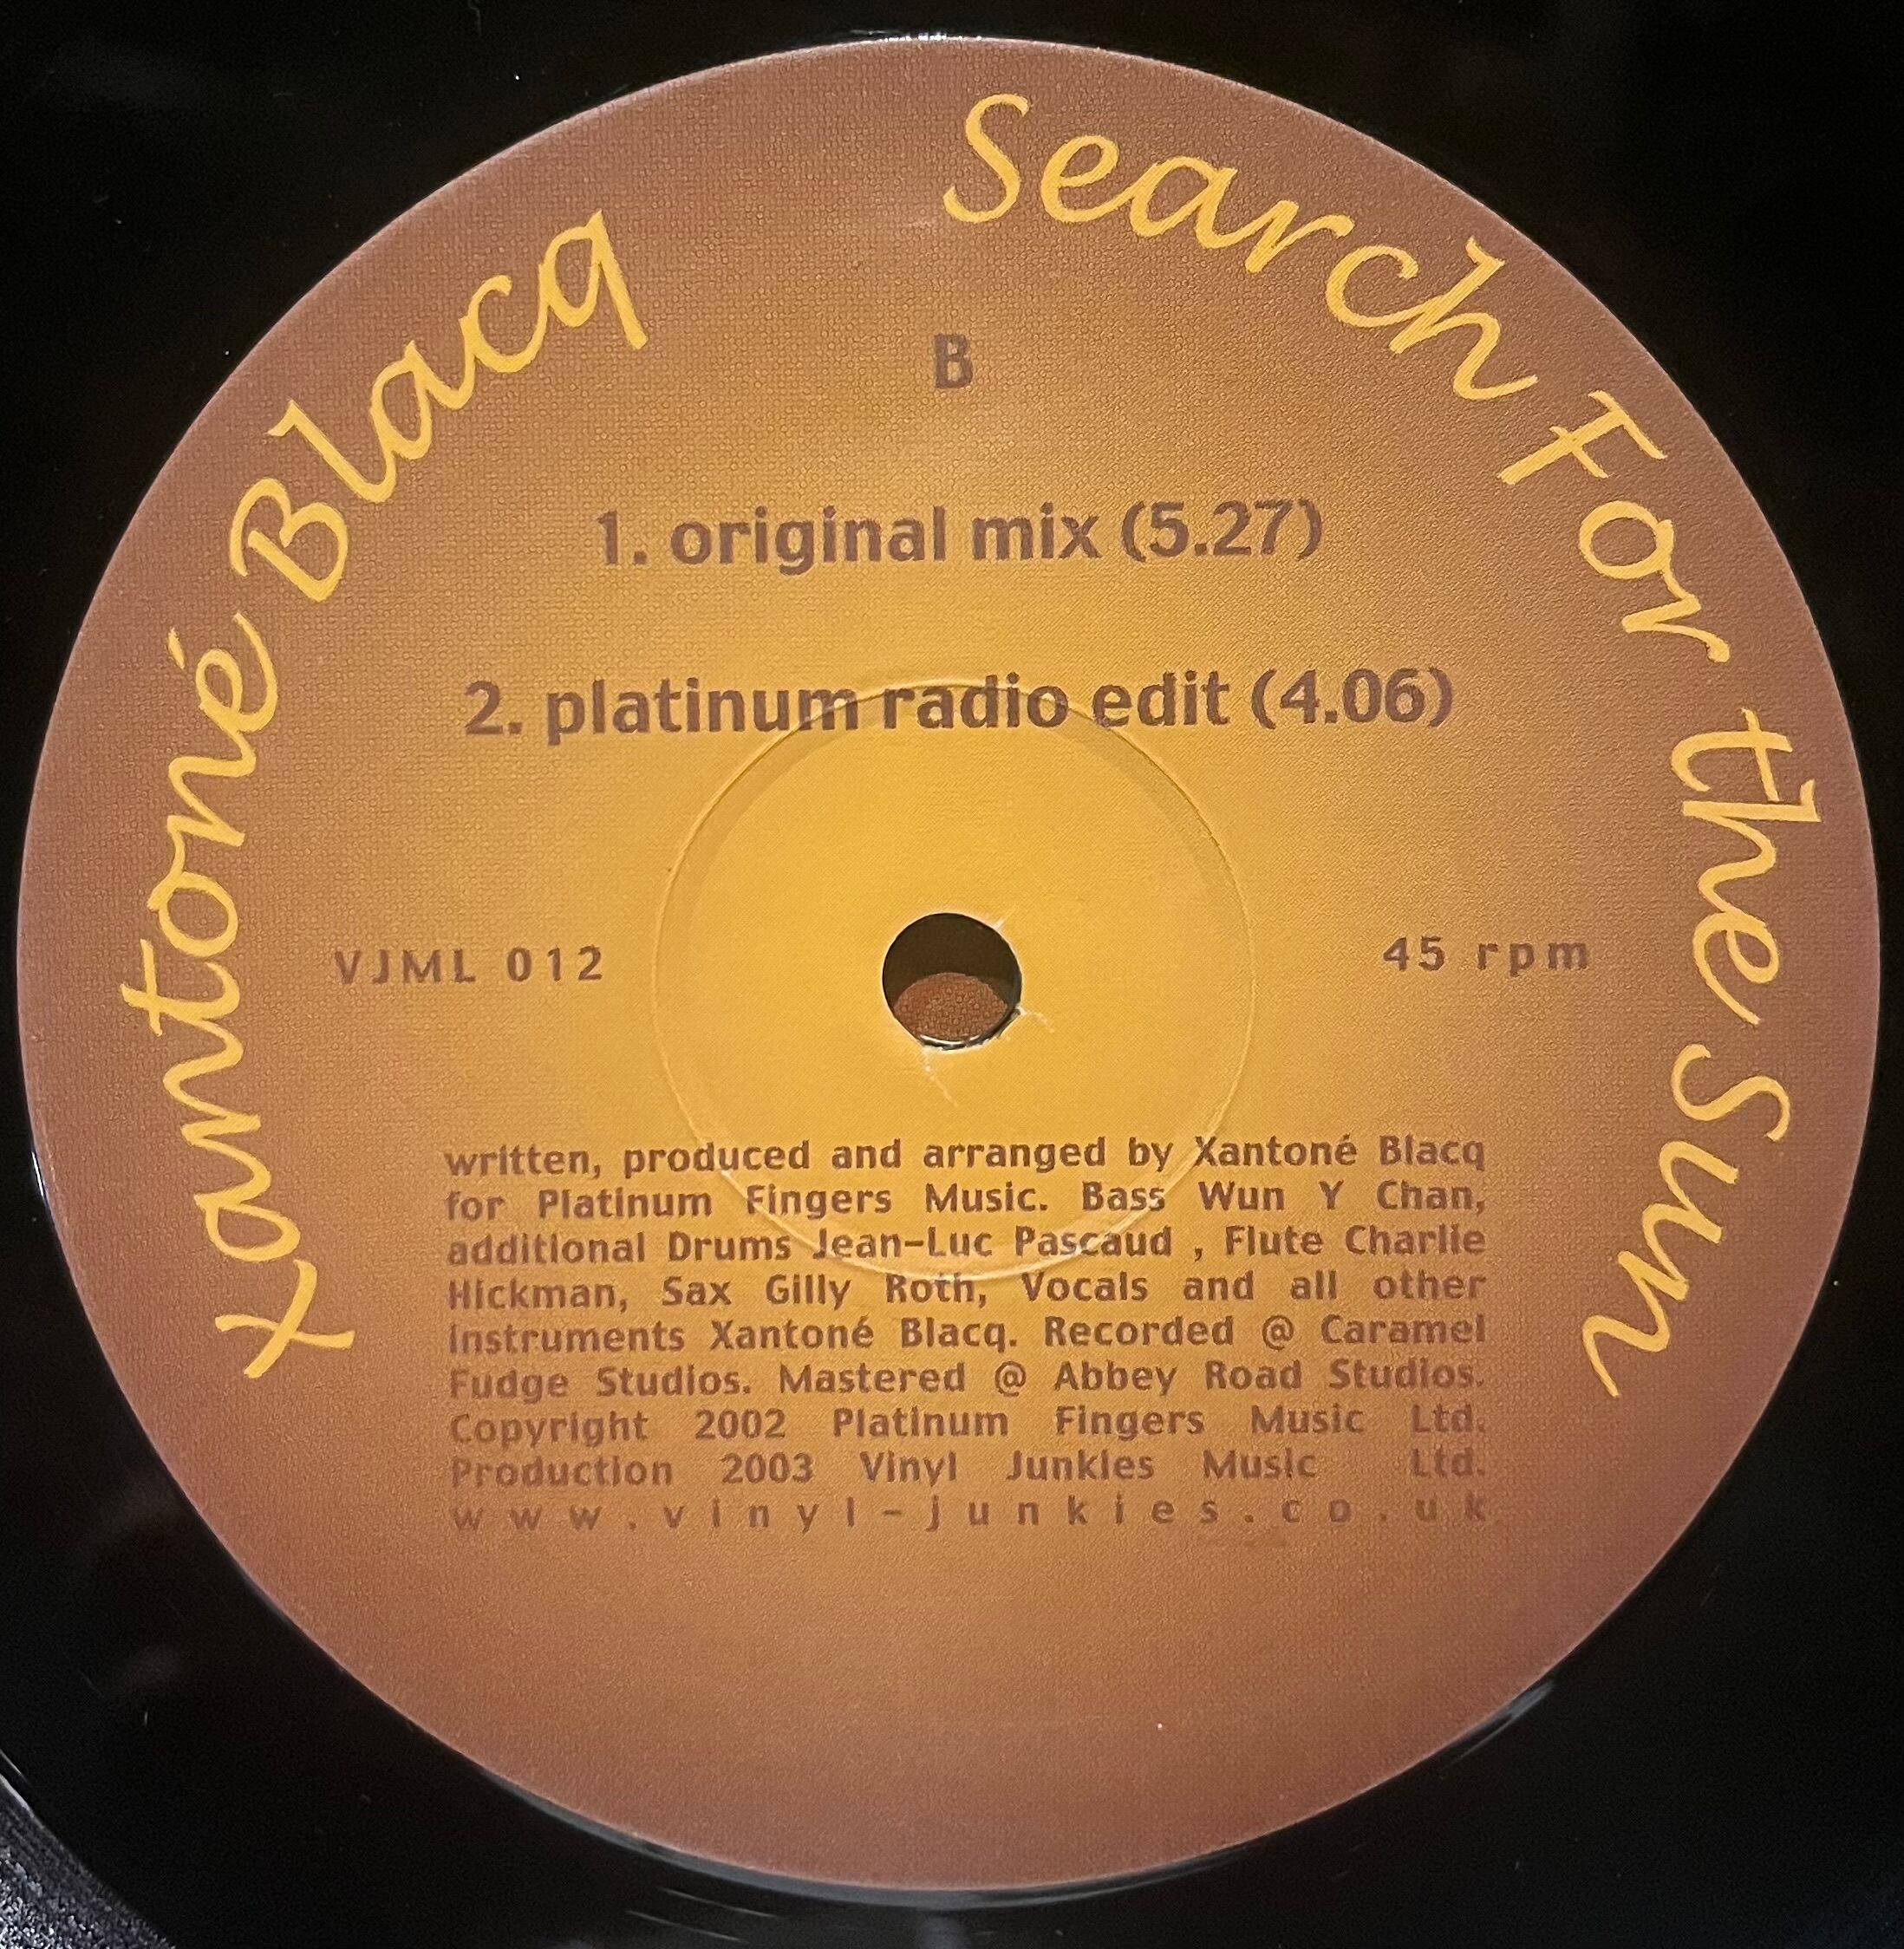 Xantoné Blacq
Search For the Sun
B
1. original mix (5.27)
2. platinum radio edit (4.06)
VJML 012
45 rpm
written, produced and arranged by Xantoné Blacq
for Platinum Fingers Music. Bass Wun Y Chan,
additional Drums Jean-Luc Pascaud , Flute Charlie
Hickman, Sax Gilly Roth, Vocals and all other
instruments Xantoné Blacq. Recorded @ Caramel
Fudge Studios. Mastered @ Abbey Road Studios.
Copyright 2002 Platinum Fingers Music Ltd.
Production 2003 Vinyl Junkies Music Ltd.
www.vinyl-junkies.co.uk